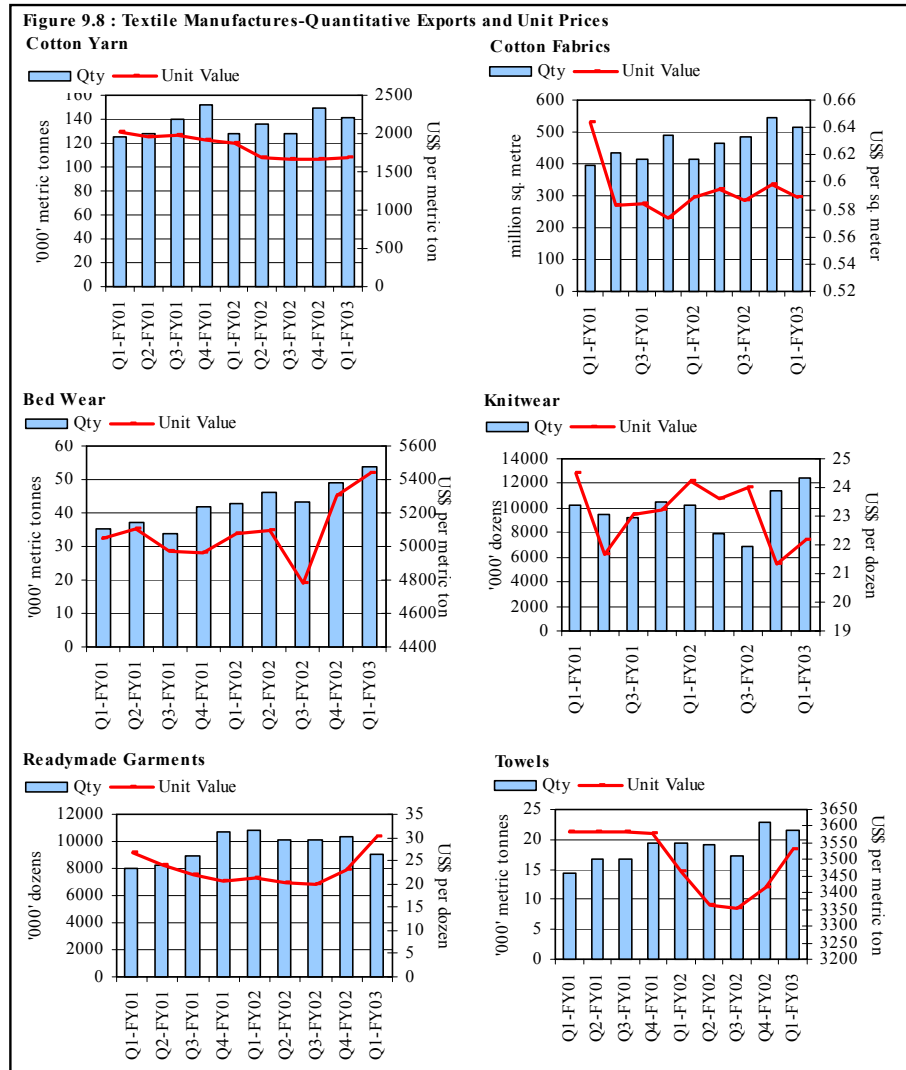 Figure 9.8 : Textile Manufactures-Quantitative Exports and Unit Prices
Cotton Yarn
Qty Unit Value
160
140
120
100
80
60
40
20
0
'000' metric tonnes
2500
2000
1500
1000
500
0
US$ per metric ton
Q1-FY01
Q2-FY01
Q3-FY01
Q4-FY01
Q1-FY02
Q2-FY02
Q3-FY02
Q4-FY02
Q1-FY03
Cotton Fabrics
Qty Unit Value
600
500
400
300
200
100
0
million sq. metre
0.66
0.64
0.62
0.6
0.58
0.56
0.54
0.52
US$ per sq. meter
Q1-FY01
Q3-FY01
Q1-FY02
Q3-FY02
Q1-FY03
Bed Wear
Qty Unit Value
60
50
40
30
20
10
0
'000' metric tonnes
5600
5400
5200
5000
4800
4600
4400
US$ per metric ton
Q1-FY01
Q2-FY01
Q3-FY01
Q4-FY01
Q1-FY02
Q2-FY02
Q3-FY02
Q4-FY02
Q1-FY03
Knitwear
Qty Unit Value
14000
12000
10000
8000
6000
4000
2000
0
'000' dozens
25
24
23
22
21
20
19
US$ per dozen
Q1-FY01
Q3-FY01
Q1-FY02
Q3-FY02
Q1-FY03
Readymade Garments
Qty Unit Value
12000
10000
8000
6000
4000
2000
0
'000' dozens
35
30
25
20
15
10
5
0
US$ per dozen
Q1-FY01
Q2-FY01
Q3-FY01
Q4-FY01
Q1-FY02
Q2-FY02
Q3-FY02
Q4-FY02
Q1-FY03
Towels
Qty Unit Value
25
20
15
10
5
0
'000' metric tonnes
3650
3600
3550
3500
3450
3400
3350
3300
3250
3200
US$ per metric ton
Q1-FY01
Q2-FY01
Q3-FY01
Q4-FY01
Q1-FY02
Q2-FY02
Q3-FY02
Q4-FY02
Q1-FY03